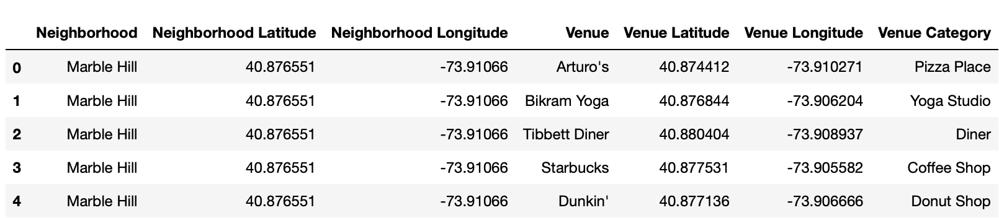 Neighborhood Neighborhood Latitude Neighborhood Longitude Venue Venue Latitude Venue Longitude Venue Category
0 Marble Hill 40.876551 -73.91066 Arturo's 40.874412 -73.910271 Pizza Place
1 Marble Hill 40.876551 -73.91066 Bikram Yoga 40.876844 -73.906204 Yoga Studio
2 Marble Hill 40.876551 -73.91066 Tibbett Diner 40.880404 -73.908937 Diner
3 Marble Hill 40.876551 -73.91066 Starbucks 40.877531 -73.905582 Coffee Shop
4 Marble Hill 40.876551 -73.91066 Dunkin' 40.877136 -73.906666 Donut Shop